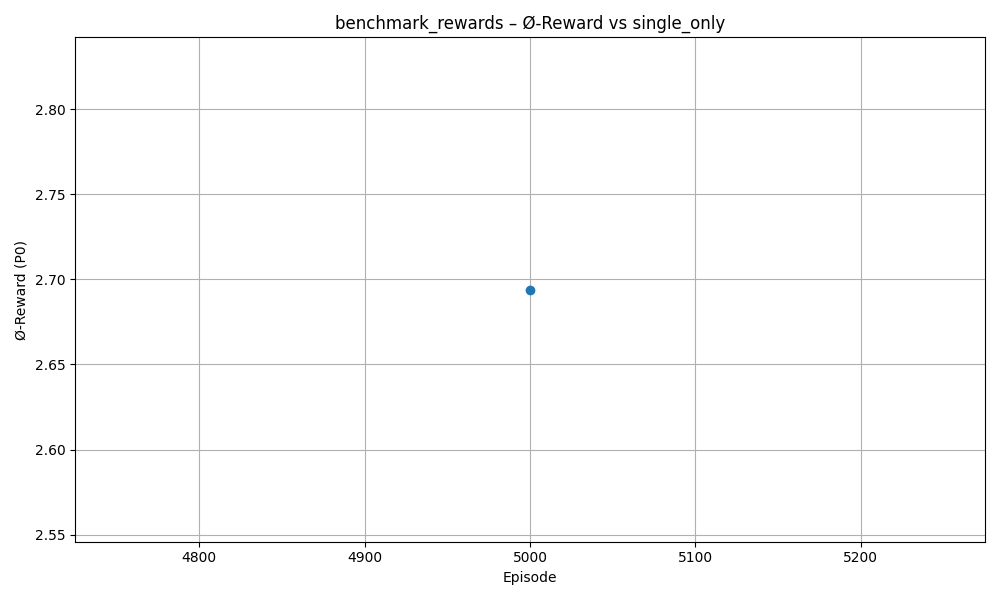 benchmark_rewards – Ø-Reward vs single_only
Ø-Reward (P0)
2.80
2.75
2.70
2.65
2.60
2.55
4800 4900 5000 5100 5200
Episode